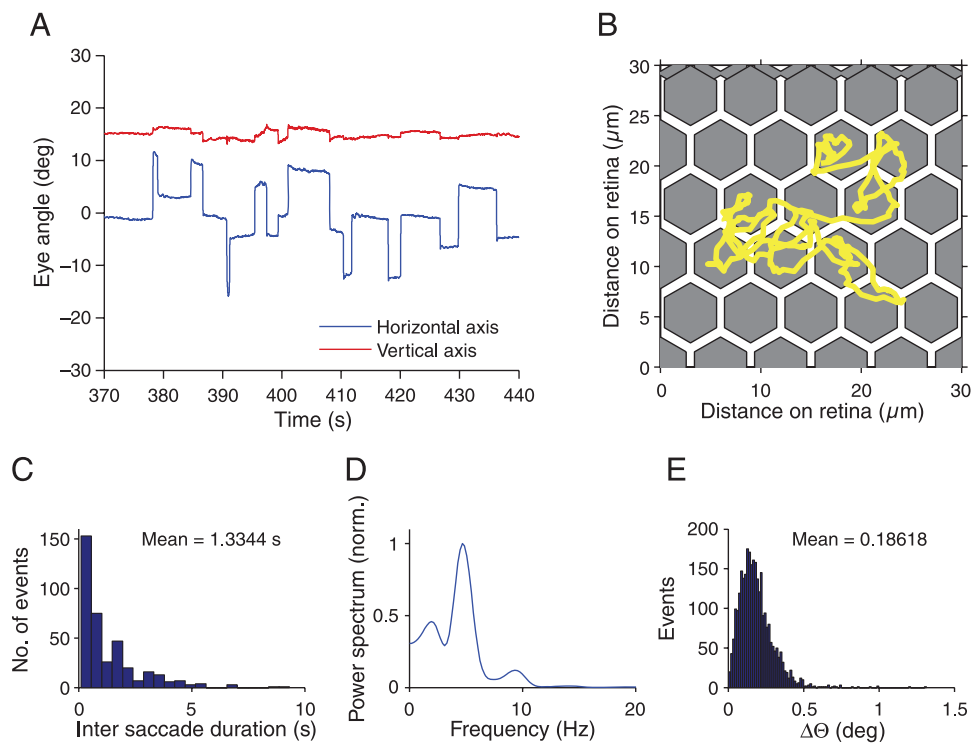 A
30
20
10
0
–10
–20
–30
Eye angle (deg)
Horizontal axis
Vertical axis
370 380 390 400 410 420 430 440
Time (s)
B
30
25
20
15
10
5
0
Distance on retina (µm)
0 10 20 30
Distance on retina (µm)
C
150
100
50
0
No. of events
Mean = 1.3344 s
0 5 10
Inter saccade duration (s)
D
1
0.5
0
Power spectrum (norm.)
0 10 20
Frequency (Hz)
E
200
150
100
50
0
Events
Mean = 0.18618
0 0.5 1 1.5
ΔΘ (deg)